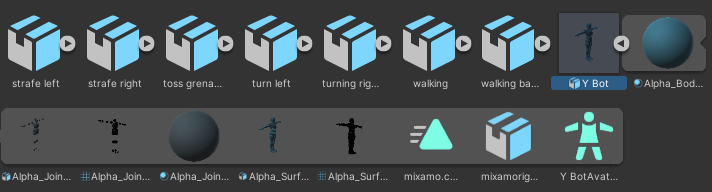 strafe left
strafe right
toss grena...
turn left
turning rig...
walking
walking ba...
Y Bot
Alpha_Bod...
Alpha_Join...
Alpha_Join...
Alpha_Join...
Alpha_Surf...
Alpha_Surf...
mixamo.c...
mixamorig...
Y BotAvat...